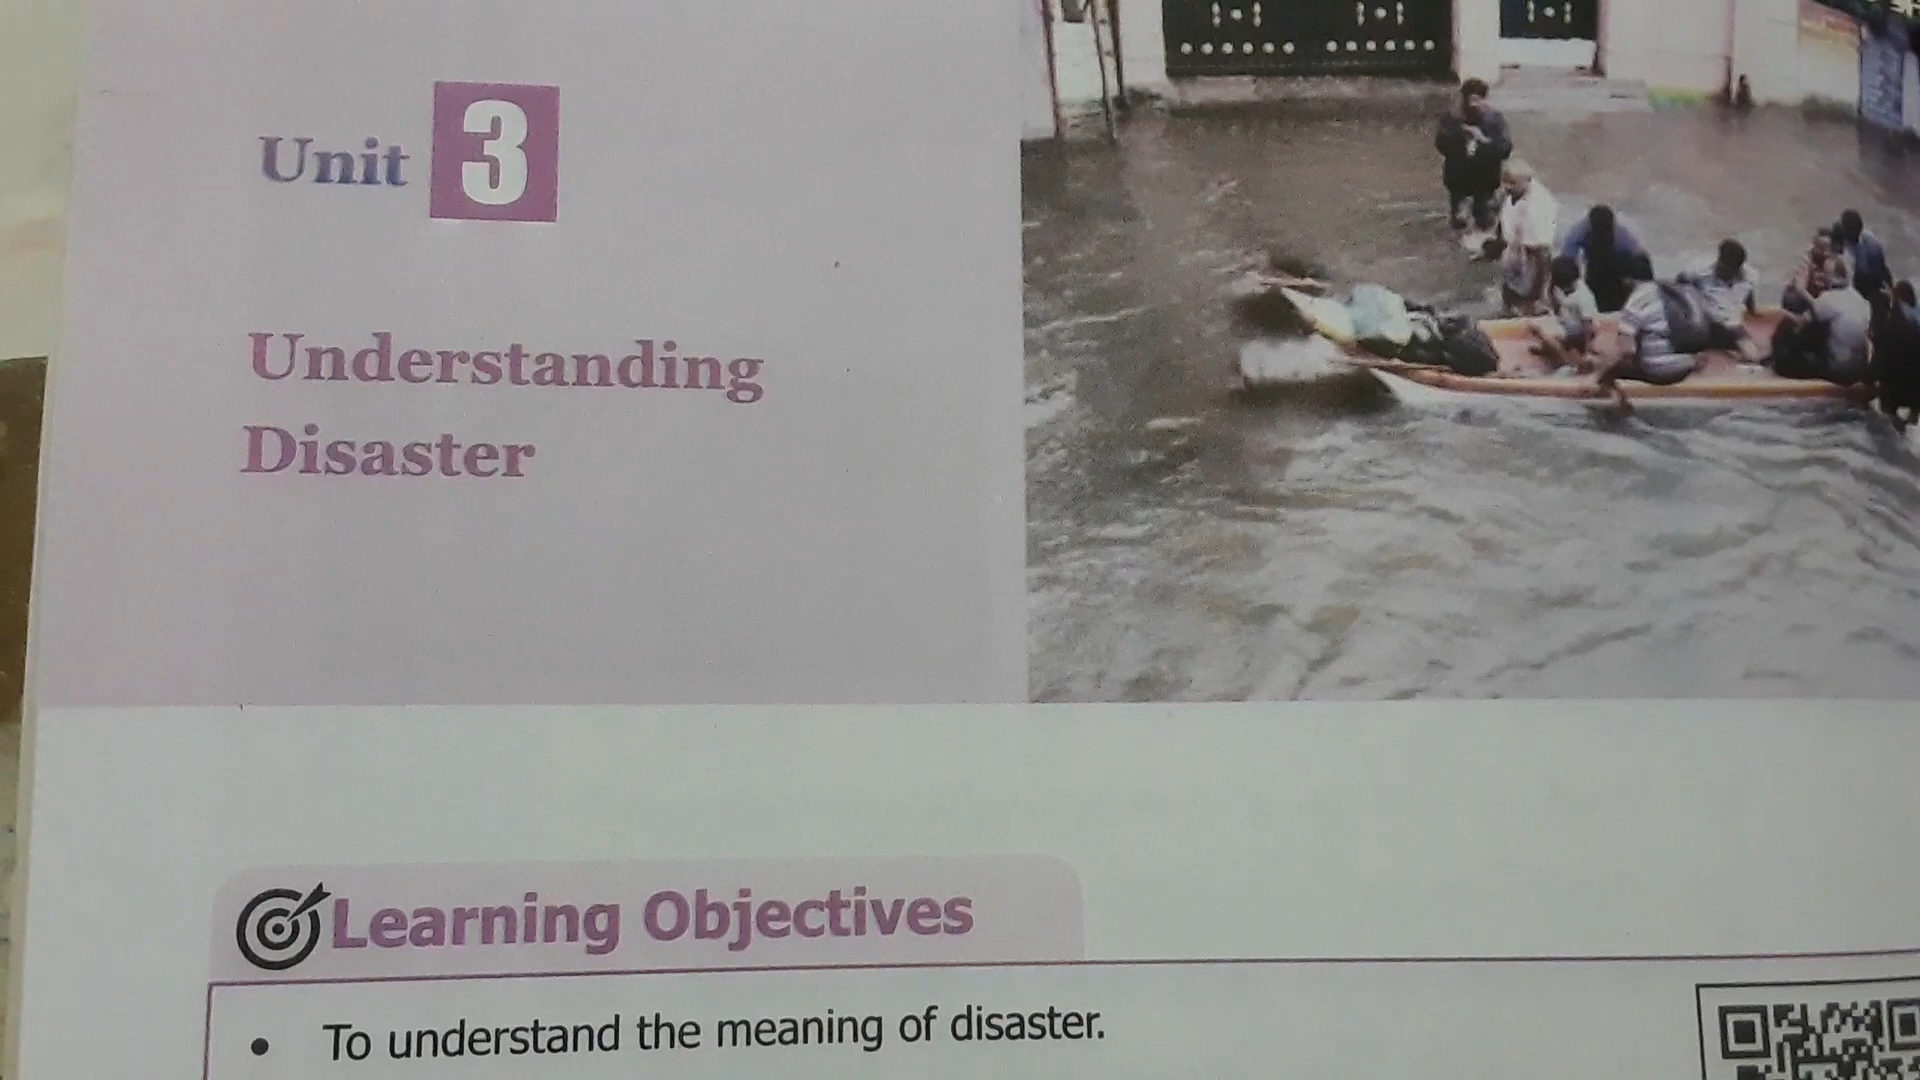 Unit 3
Understanding
Disaster
Learning Objectives
• To understand the meaning of disaster.